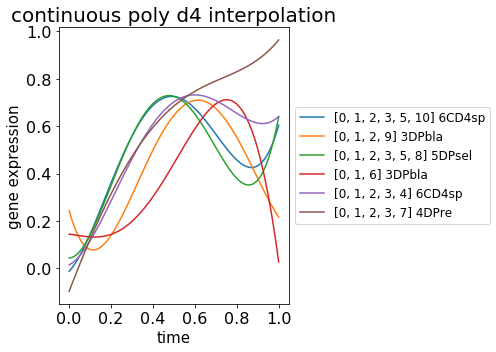 continuous poly d4 interpolation
1.0
0.8
0.6
0.4
0.2
0.0
gene expression
0.0 0.2 0.4 0.6 0.8 1.0
time
[0, 1, 2, 3, 5, 10] 6CD4sp
[0, 1, 2, 9] 3DPbla
[0, 1, 2, 3, 5, 8] 5DPsel
[0, 1, 6] 3DPbla
[0, 1, 2, 3, 4] 6CD4sp
[0, 1, 2, 3, 7] 4DPre